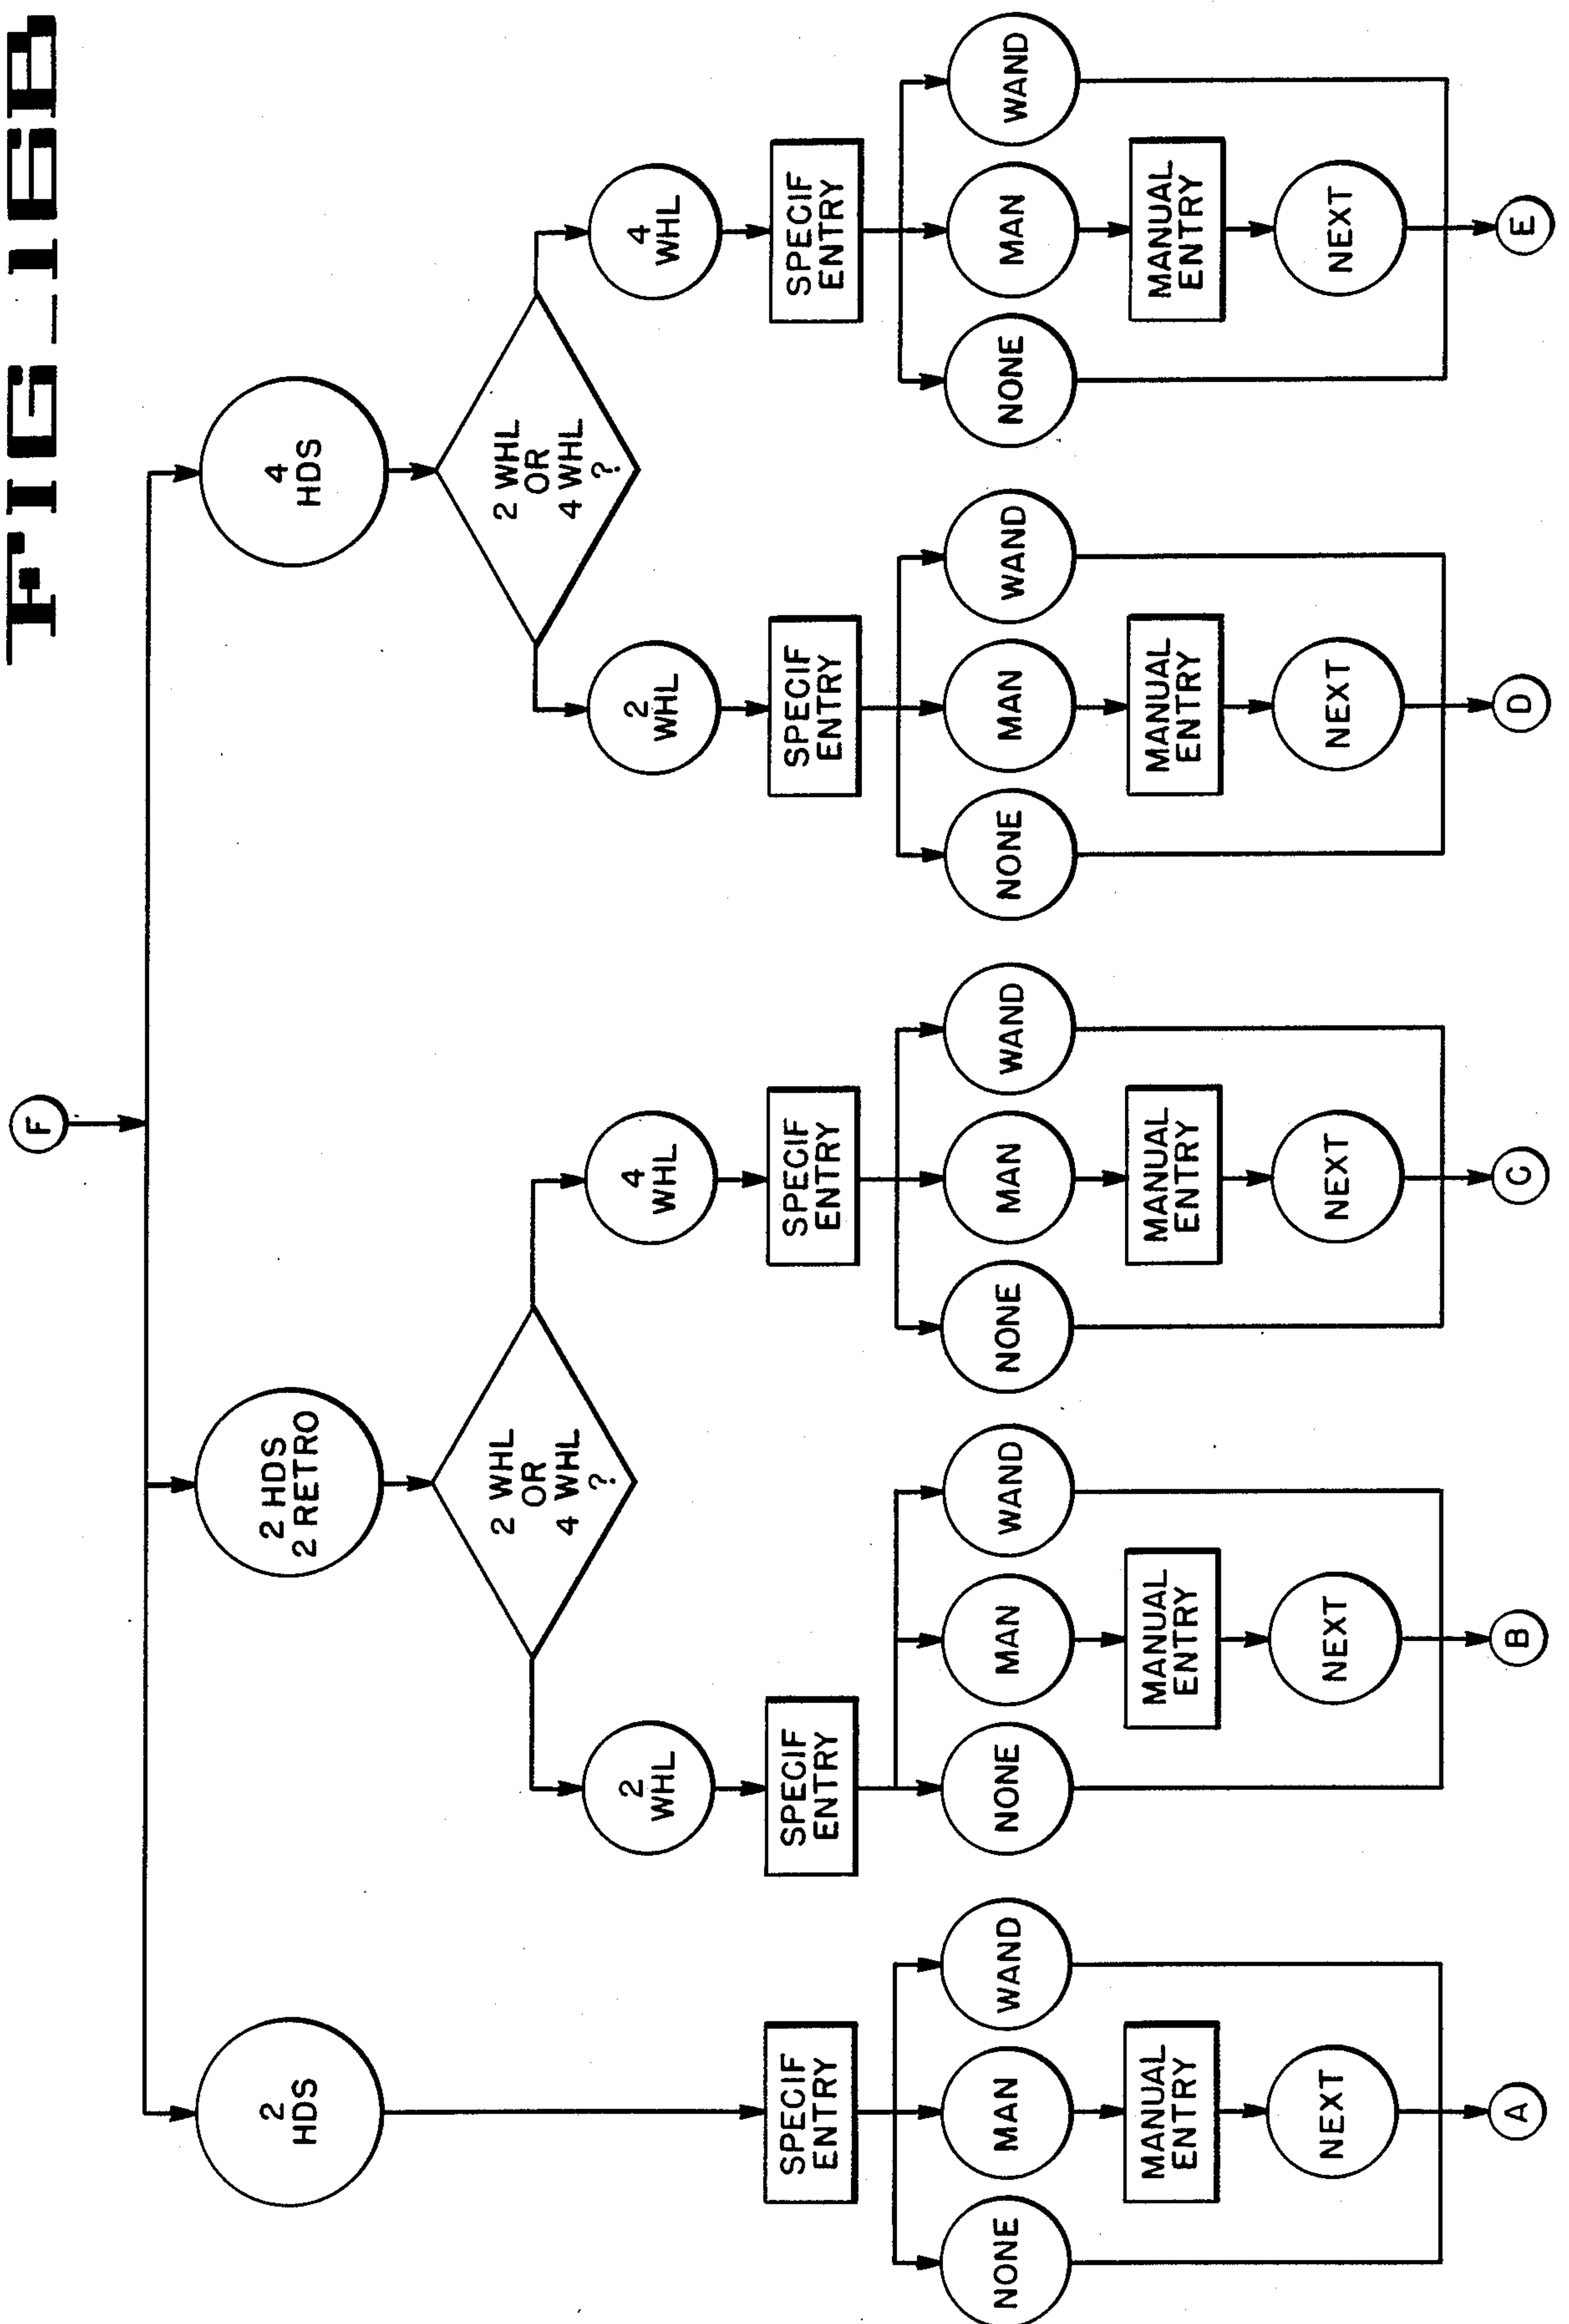 FIG_16B
F
2
HDS
2 HDS
2 RETRO
4
HDS
2 WHL
OR
4 WHL
?
2 WHL
OR
4 WHL
?
2
WHL
4
WHL
2
WHL
4
WHL
SPECIF
ENTRY
SPECIF
ENTRY
SPECIF
ENTRY
SPECIF
ENTRY
SPECIF
ENTRY
NONE
MAN
WAND
NONE
MAN
WAND
NONE
MAN
WAND
NONE
MAN
WAND
NONE
MAN
WAND
MANUAL
ENTRY
MANUAL
ENTRY
MANUAL
ENTRY
MANUAL
ENTRY
MANUAL
ENTRY
NEXT
NEXT
NEXT
NEXT
NEXT
A
B
C
D
E